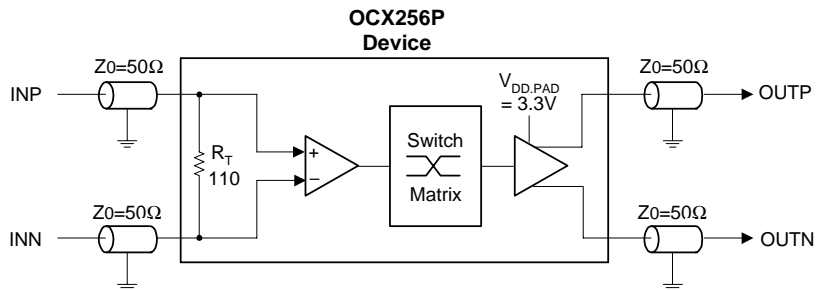 OCX256P
Device
Z0=50Ω
Z0=50Ω
INP
OUTP
VDD.PAD
= 3.3V
Switch
Matrix
RT
110
+
−
Z0=50Ω
Z0=50Ω
INN
OUTN